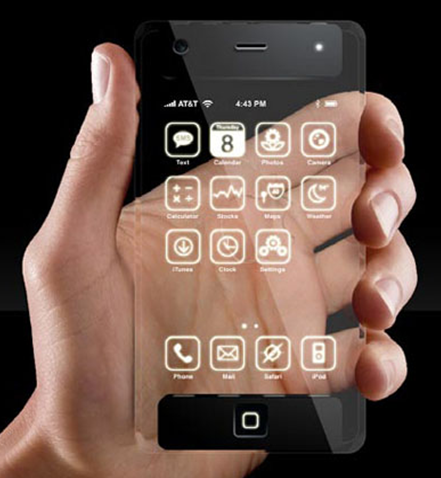 AT&T 4:43 PM
SMS Thursday
8
Text Calendar Photos Camera
Calculator Stocks Maps Weather
iTunes Clock Settings
Phone Mail Safari iPod